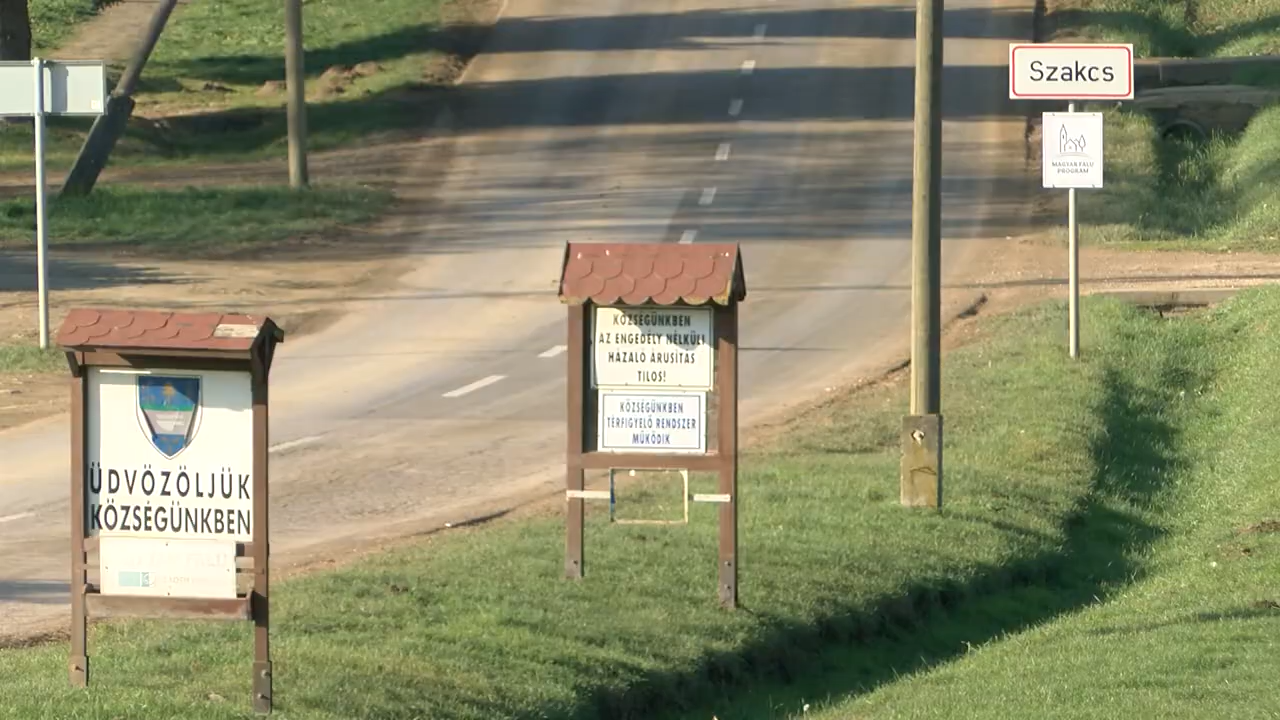 Szakcs
MAGYAR FALU
PROGRAM
KÖZSÉGÜNKBEN
AZ ENGEDÉLY NÉLKÜLI
HÁZALÓ ÁRUSÍTÁS
TILOS!
KÖZSÉGÜNKBEN
TÉRFIGYELŐ RENDSZER
MŰKÖDIK
ÜDVÖZÖLJÜK
KÖZSÉGÜNKBEN